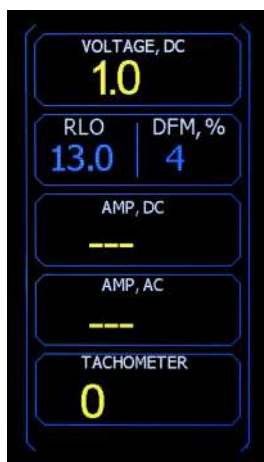 VOLTAGE, DC
1.0
RLO DFM, %
13.0 4
AMP, DC
---
AMP, AC
---
TACHOMETER
0